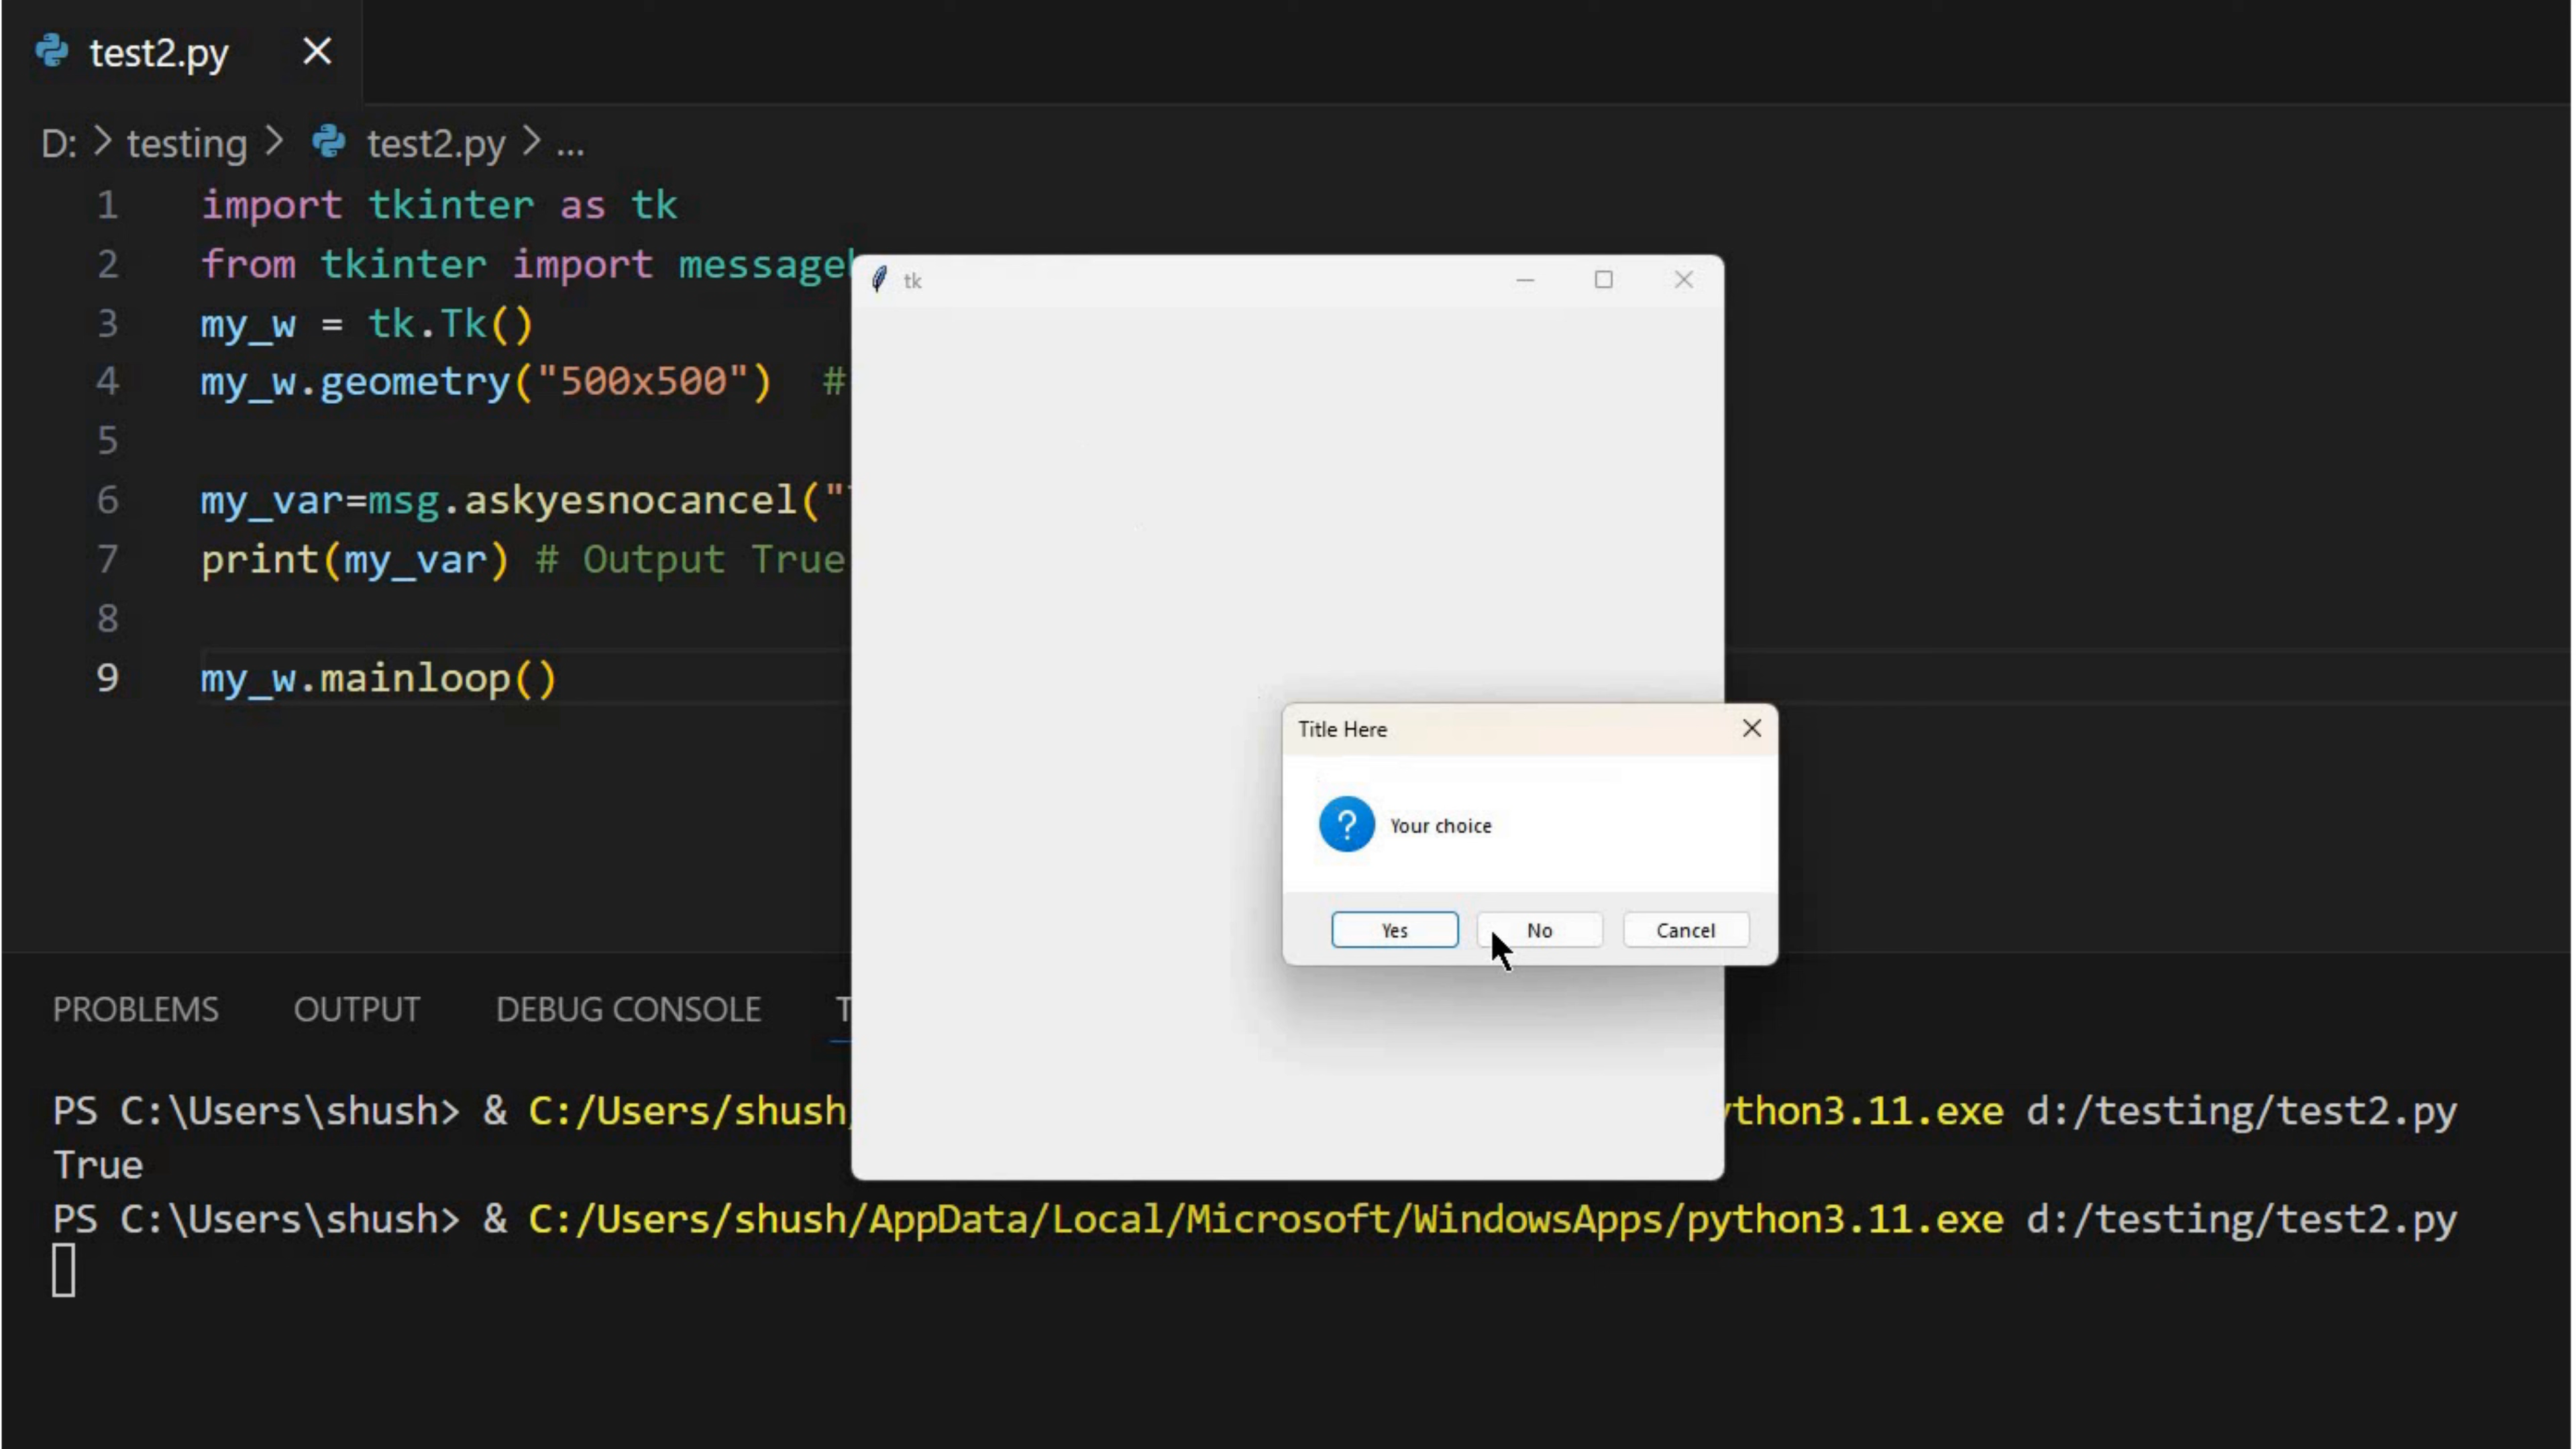 test2.py
D: > testing > test2.py > ...
1 import tkinter as tk
2 from tkinter import message
3 my_w = tk.Tk()
4 my_w.geometry("500x500") #
5
6 my_var=msg.askyesnocancel("
7 print(my_var) # Output True
8
9 my_w.mainloop()
tk
Title Here
Your choice
Yes No Cancel
PROBLEMS OUTPUT DEBUG CONSOLE T
PS C:\Users\shush> & C:/Users/shush/ ython3.11.exe d:/testing/test2.py
True
PS C:\Users\shush> & C:/Users/shush/AppData/Local/Microsoft/WindowsApps/python3.11.exe d:/testing/test2.py